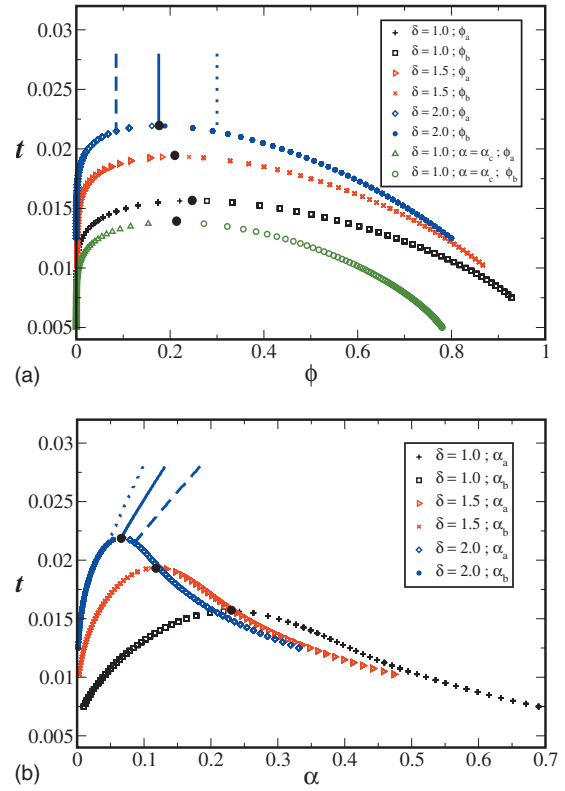 0.03
0.025
0.02
0.015
0.01
0.005
t
δ = 1.0 ; ϕa
δ = 1.0 ; ϕb
δ = 1.5 ; ϕa
δ = 1.5 ; ϕb
δ = 2.0 ; ϕa
δ = 2.0 ; ϕb
δ = 1.0 ; α = αc ; ϕa
δ = 1.0 ; α = αc ; ϕb
0 0.2 0.4 0.6 0.8 1
(a) ϕ
0.03
0.025
0.02
0.015
0.01
0.005
t
δ = 1.0 ; αa
δ = 1.0 ; αb
δ = 1.5 ; αa
δ = 1.5 ; αb
δ = 2.0 ; αa
δ = 2.0 ; αb
0 0.1 0.2 0.3 0.4 0.5 0.6 0.7
(b) α